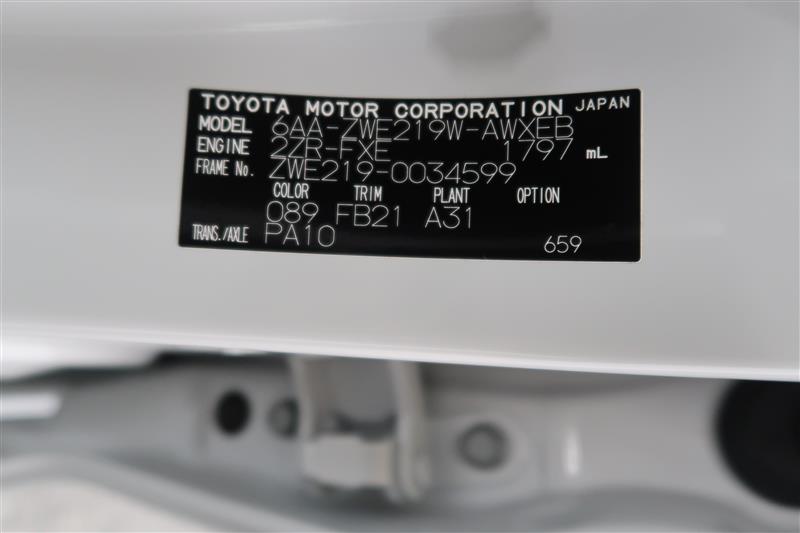 TOYOTA MOTOR CORPORATION JAPAN
MODEL 6AA-ZWE219W-AWXEB
ENGINE 2ZR-FXE 1797 mL
FRAME No. ZWE219-0034599
COLOR TRIM PLANT OPTION
089 FB21 A31
TRANS./AXLE PA10 659